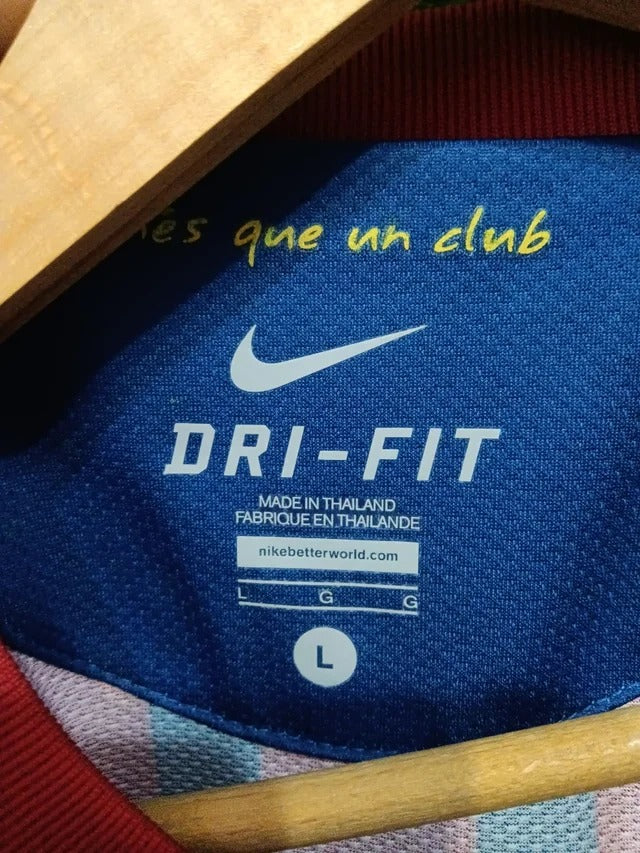 és que un club
DRI-FIT
MADE IN THAILAND
FABRIQUE EN THAILANDE
nikebetterworld.com
L G G
L